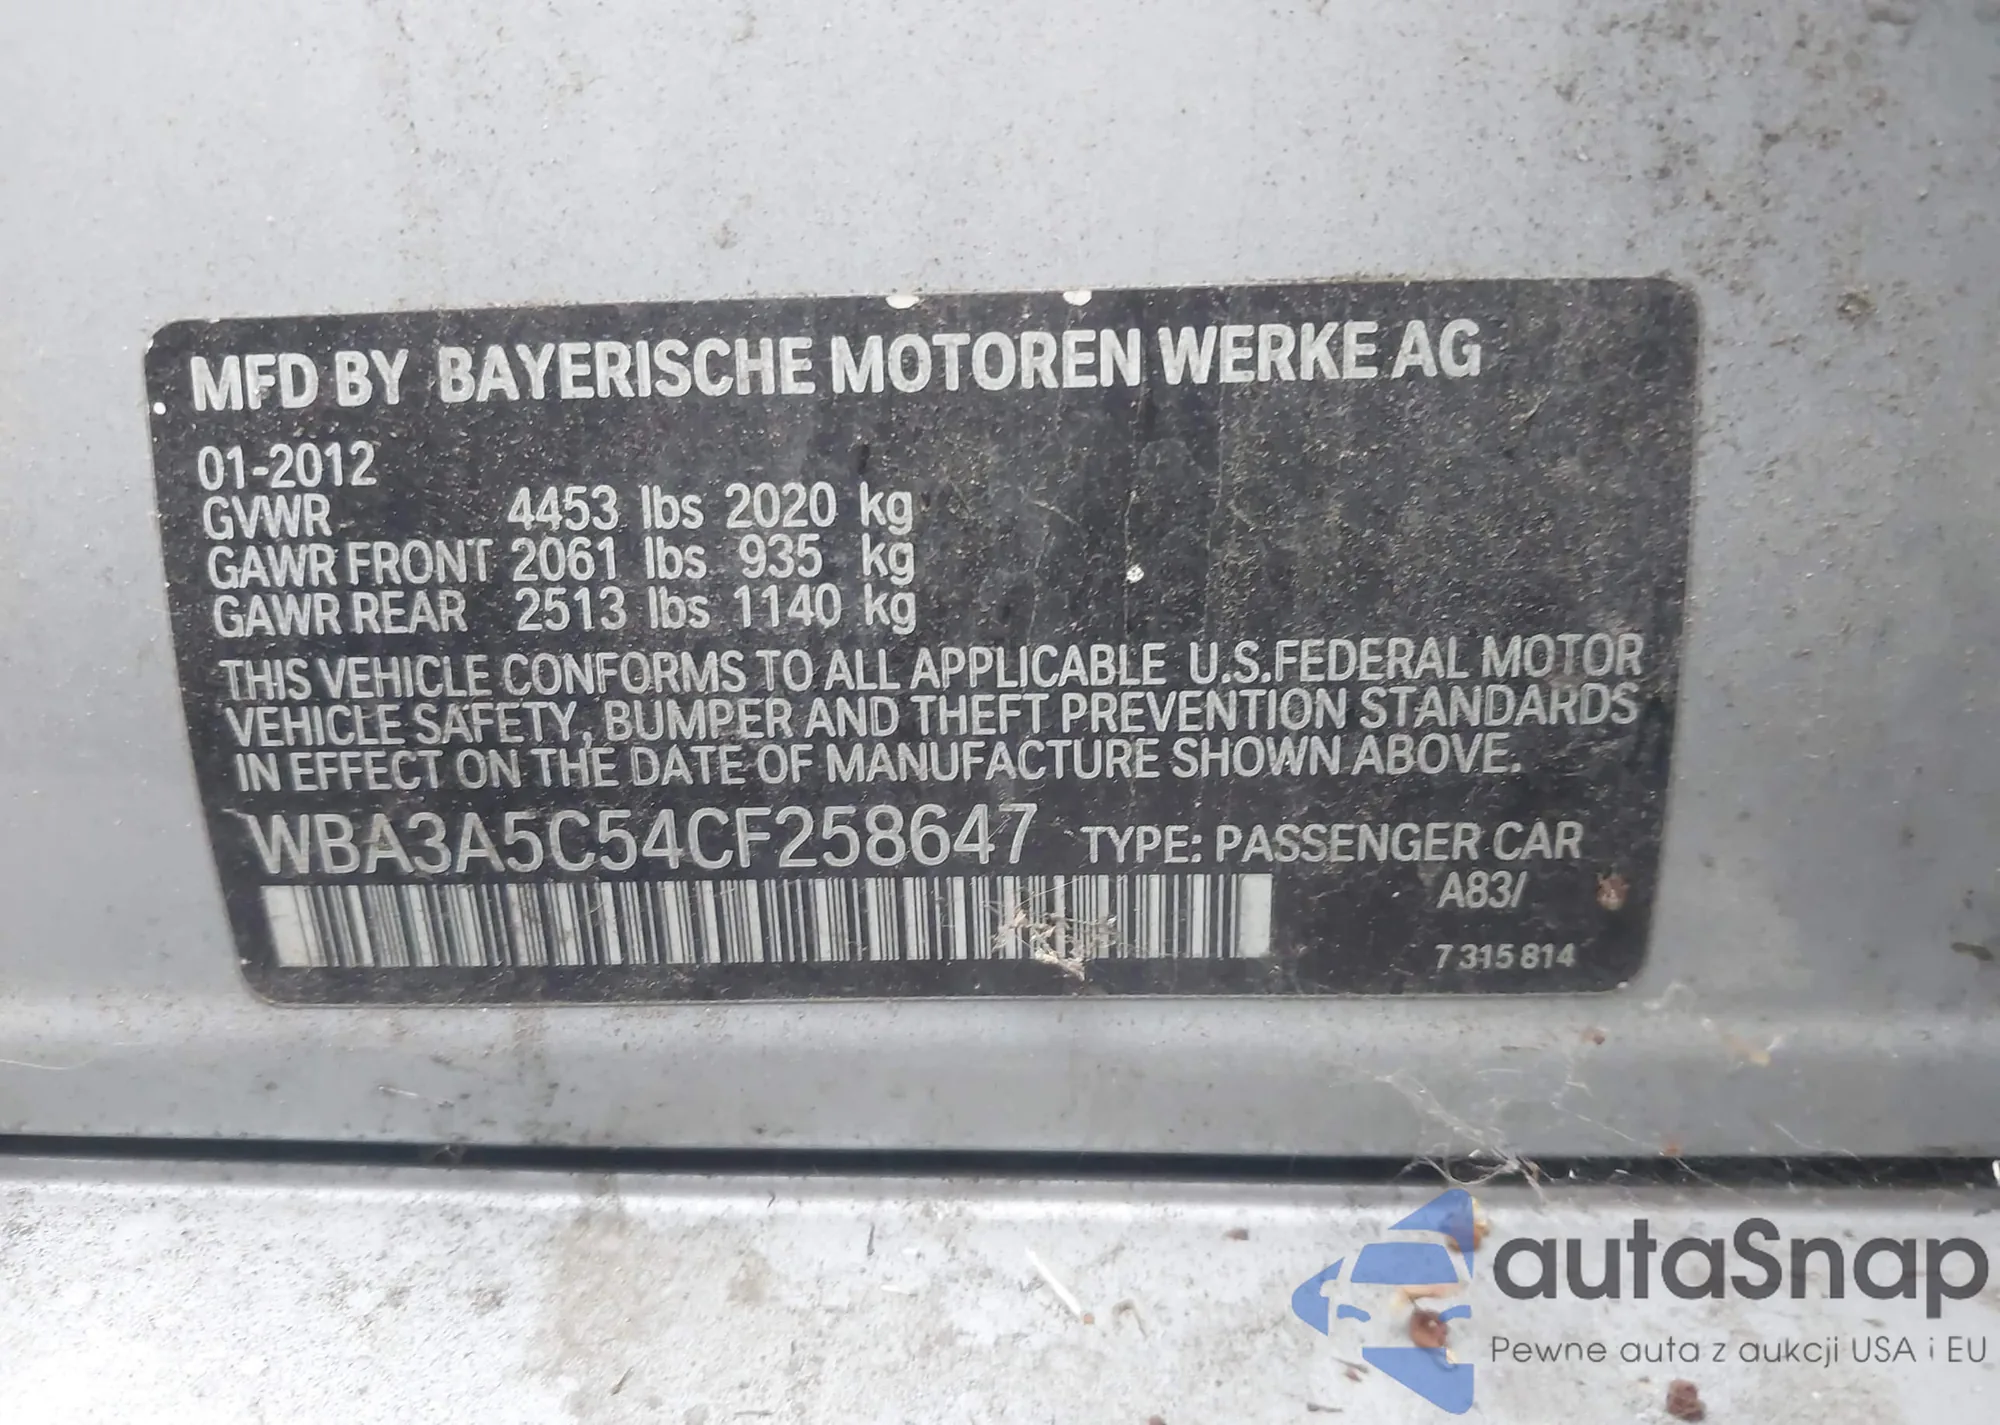 MFD BY BAYERISCHE MOTOREN WERKE AG
01-2012
GVWR 4453 lbs 2020 kg
GAWR FRONT 2061 lbs 935 kg
GAWR REAR 2513 lbs 1140 kg
THIS VEHICLE CONFORMS TO ALL APPLICABLE U.S.FEDERAL MOTOR
VEHICLE SAFETY, BUMPER AND THEFT PREVENTION STANDARDS
IN EFFECT ON THE DATE OF MANUFACTURE SHOWN ABOVE.
WBA3A5C54CF258647 TYPE: PASSENGER CAR
A83/
7 315 814
autaSnap
Pewne auta z aukcji USA i EU